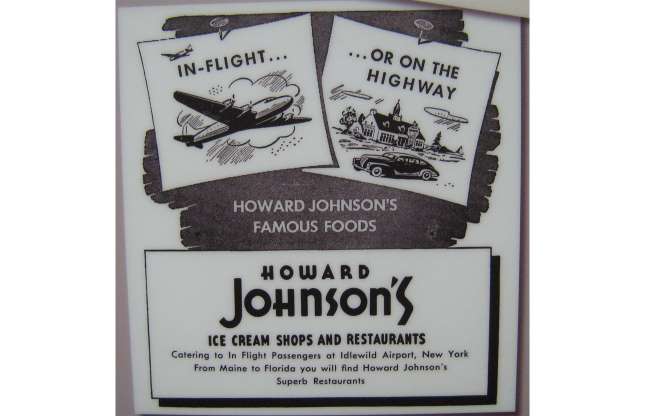 IN-FLIGHT...
...OR ON THE
HIGHWAY
HOWARD JOHNSON'S
FAMOUS FOODS
HOWARD
JOHNSON'S
ICE CREAM SHOPS AND RESTAURANTS
Catering to In Flight Passengers at Idlewild Airport, New York
From Maine to Florida you will find Howard Johnson's
Superb Restaurants